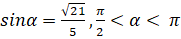 sinα = √21/5 , π/2 < α < π